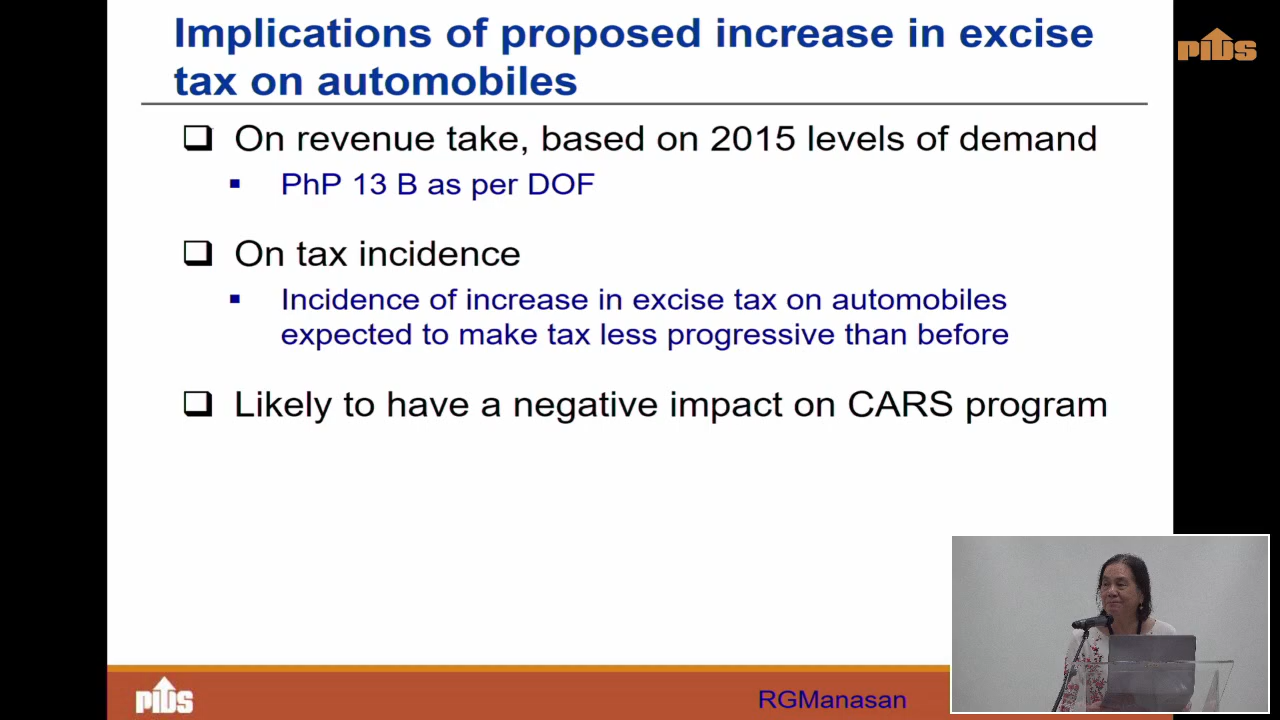 Implications of proposed increase in excise
tax on automobiles
PIDS
❑ On revenue take, based on 2015 levels of demand
▪ PhP 13 B as per DOF
❑ On tax incidence
▪ Incidence of increase in excise tax on automobiles
expected to make tax less progressive than before
❑ Likely to have a negative impact on CARS program
PIDS
RGManasan